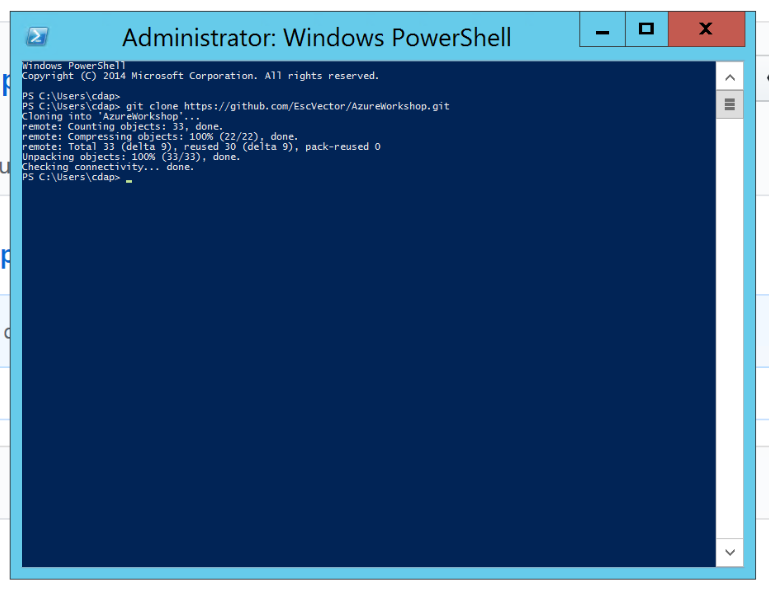 Administrator: Windows PowerShell
Windows PowerShell
Copyright (C) 2014 Microsoft Corporation. All rights reserved.
PS C:\Users\cdap>
PS C:\Users\cdap> git clone https://github.com/EscVector/AzureWorkshop.git
Cloning into 'AzureWorkshop'...
remote: Counting objects: 33, done.
remote: Compressing objects: 100% (22/22), done.
remote: Total 33 (delta 9), reused 30 (delta 9), pack-reused 0
Unpacking objects: 100% (33/33), done.
Checking connectivity... done.
PS C:\Users\cdap>